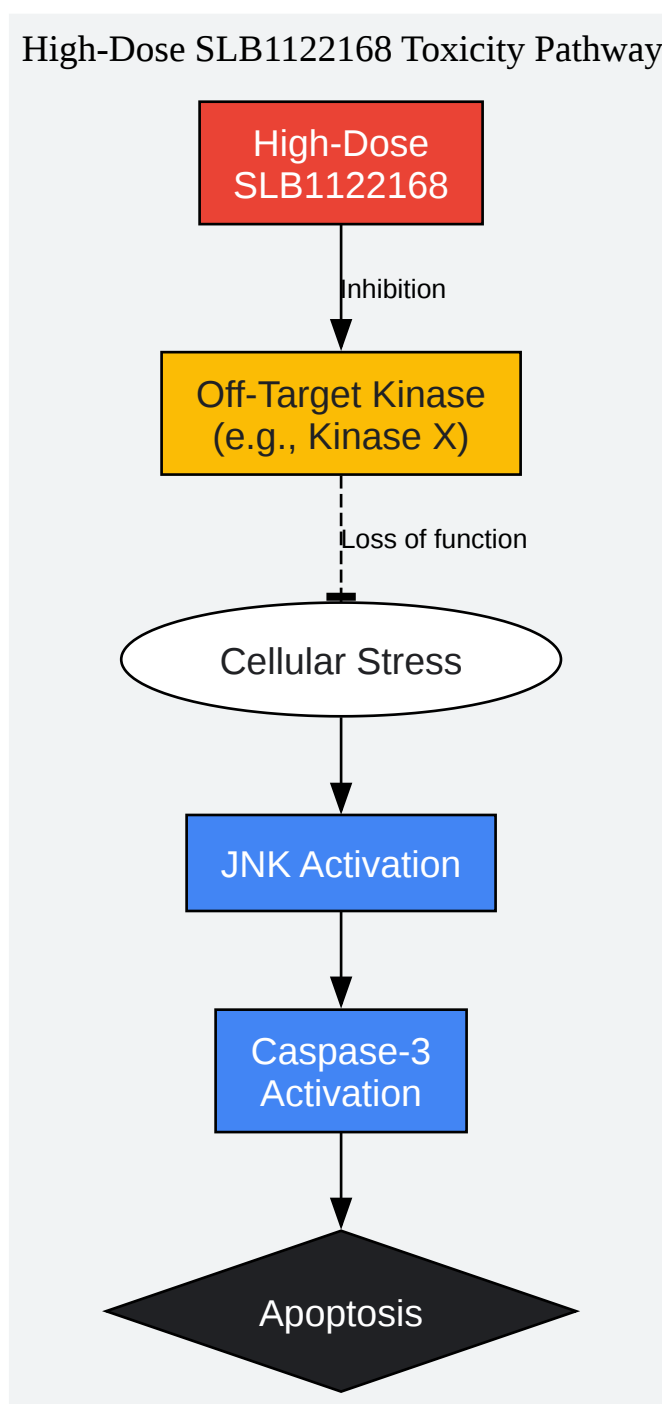 High-Dose SLB1122168 Toxicity Pathway
High-Dose
SLB1122168
Inhibition
Off-Target Kinase
(e.g., Kinase X)
Loss of function
Cellular Stress
JNK Activation
Caspase-3
Activation
Apoptosis